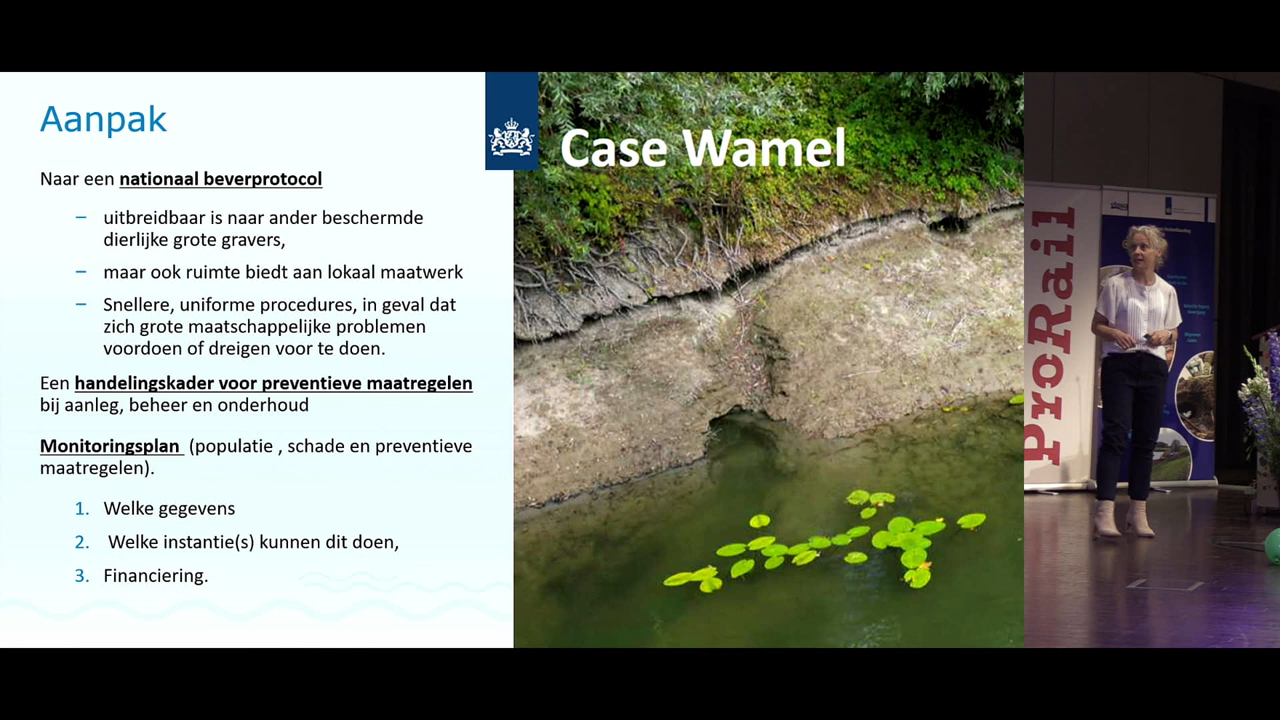 Aanpak
Naar een nationaal beverprotocol
– uitbreidbaar is naar ander beschermde
dierlijke grote gravers,
– maar ook ruimte biedt aan lokaal maatwerk
– Snellere, uniforme procedures, in geval dat
zich grote maatschappelijke problemen
voordoen of dreigen voor te doen.
Een handelingskader voor preventieve maatregelen
bij aanleg, beheer en onderhoud
Monitoringsplan (populatie , schade en preventieve
maatregelen).
1. Welke gegevens
2. Welke instantie(s) kunnen dit doen,
3. Financiering.
Case Wamel
ProRail